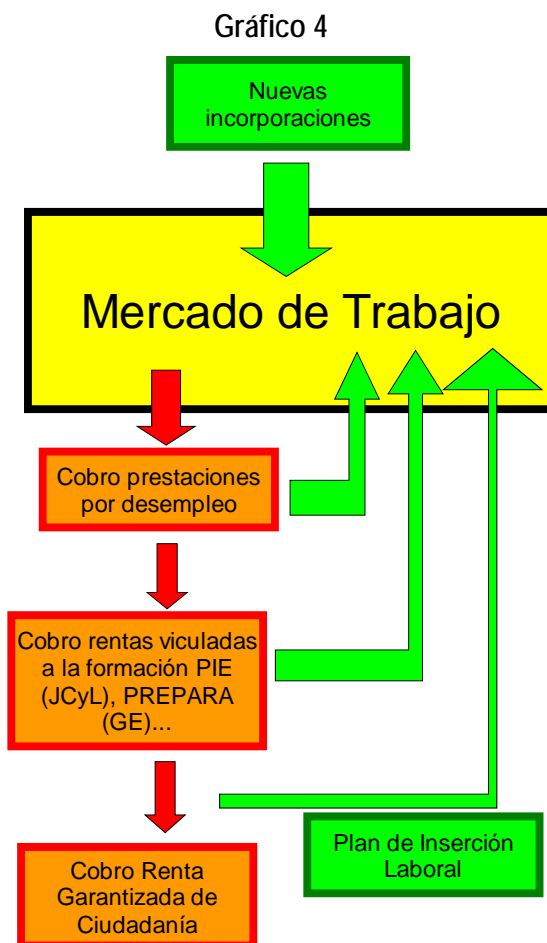 Gráfico 4
Nuevas
incorporaciones
Mercado de Trabajo
Cobro prestaciones
por desempleo
Cobro rentas viculadas
a la formación PIE
(JCyL), PREPARA
(GE)...
Plan de Inserción
Laboral
Cobro Renta
Garantizada de
Ciudadanía